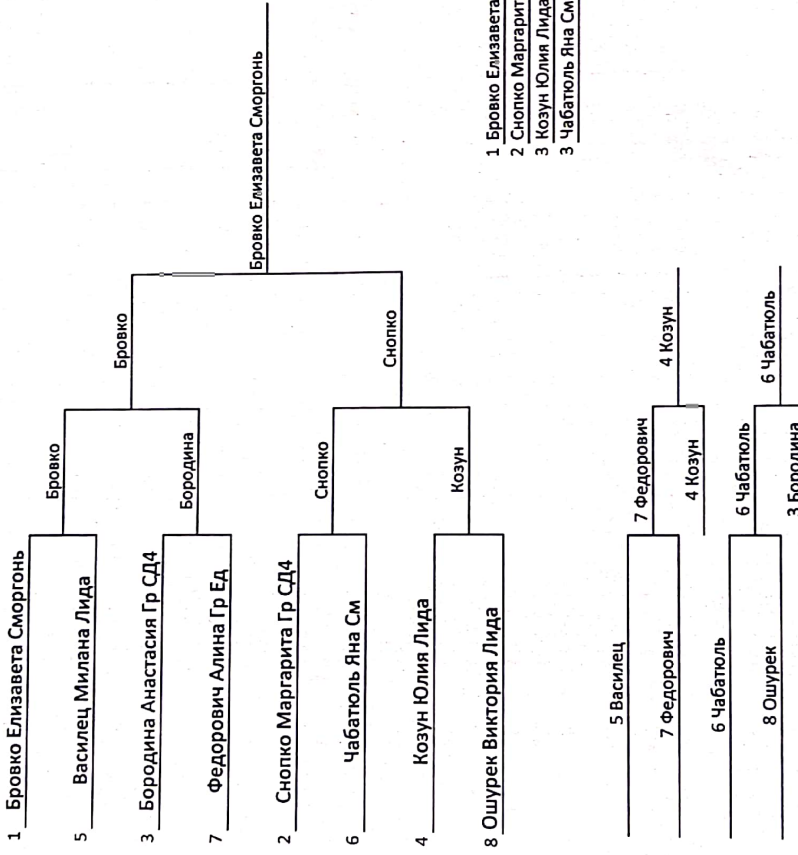 1 Бровко Елизавета Сморгонь
5 Василец Милана Лида
3 Бородина Анастасия Гр СД4
7 Федорович Алина Гр Ед
2 Снопко Маргарита Гр СД4
6 Чабатюль Яна См
4 Козун Юлия Лида
8 Ошурек Виктория Лида
Бровко
Бородина
Снопко
Козун
Бровко
Снопко
Бровко Елизавета Сморгонь
1 Бровко Елизавета
2 Снопко Маргарит
3 Козун Юлия Лида
3 Чабатюль Яна См
5 Василец
7 Федорович
6 Чабатюль
8 Ошурек
7 Федорович
4 Козун
6 Чабатюль
3 Бородина
4 Козун
6 Чабатюль